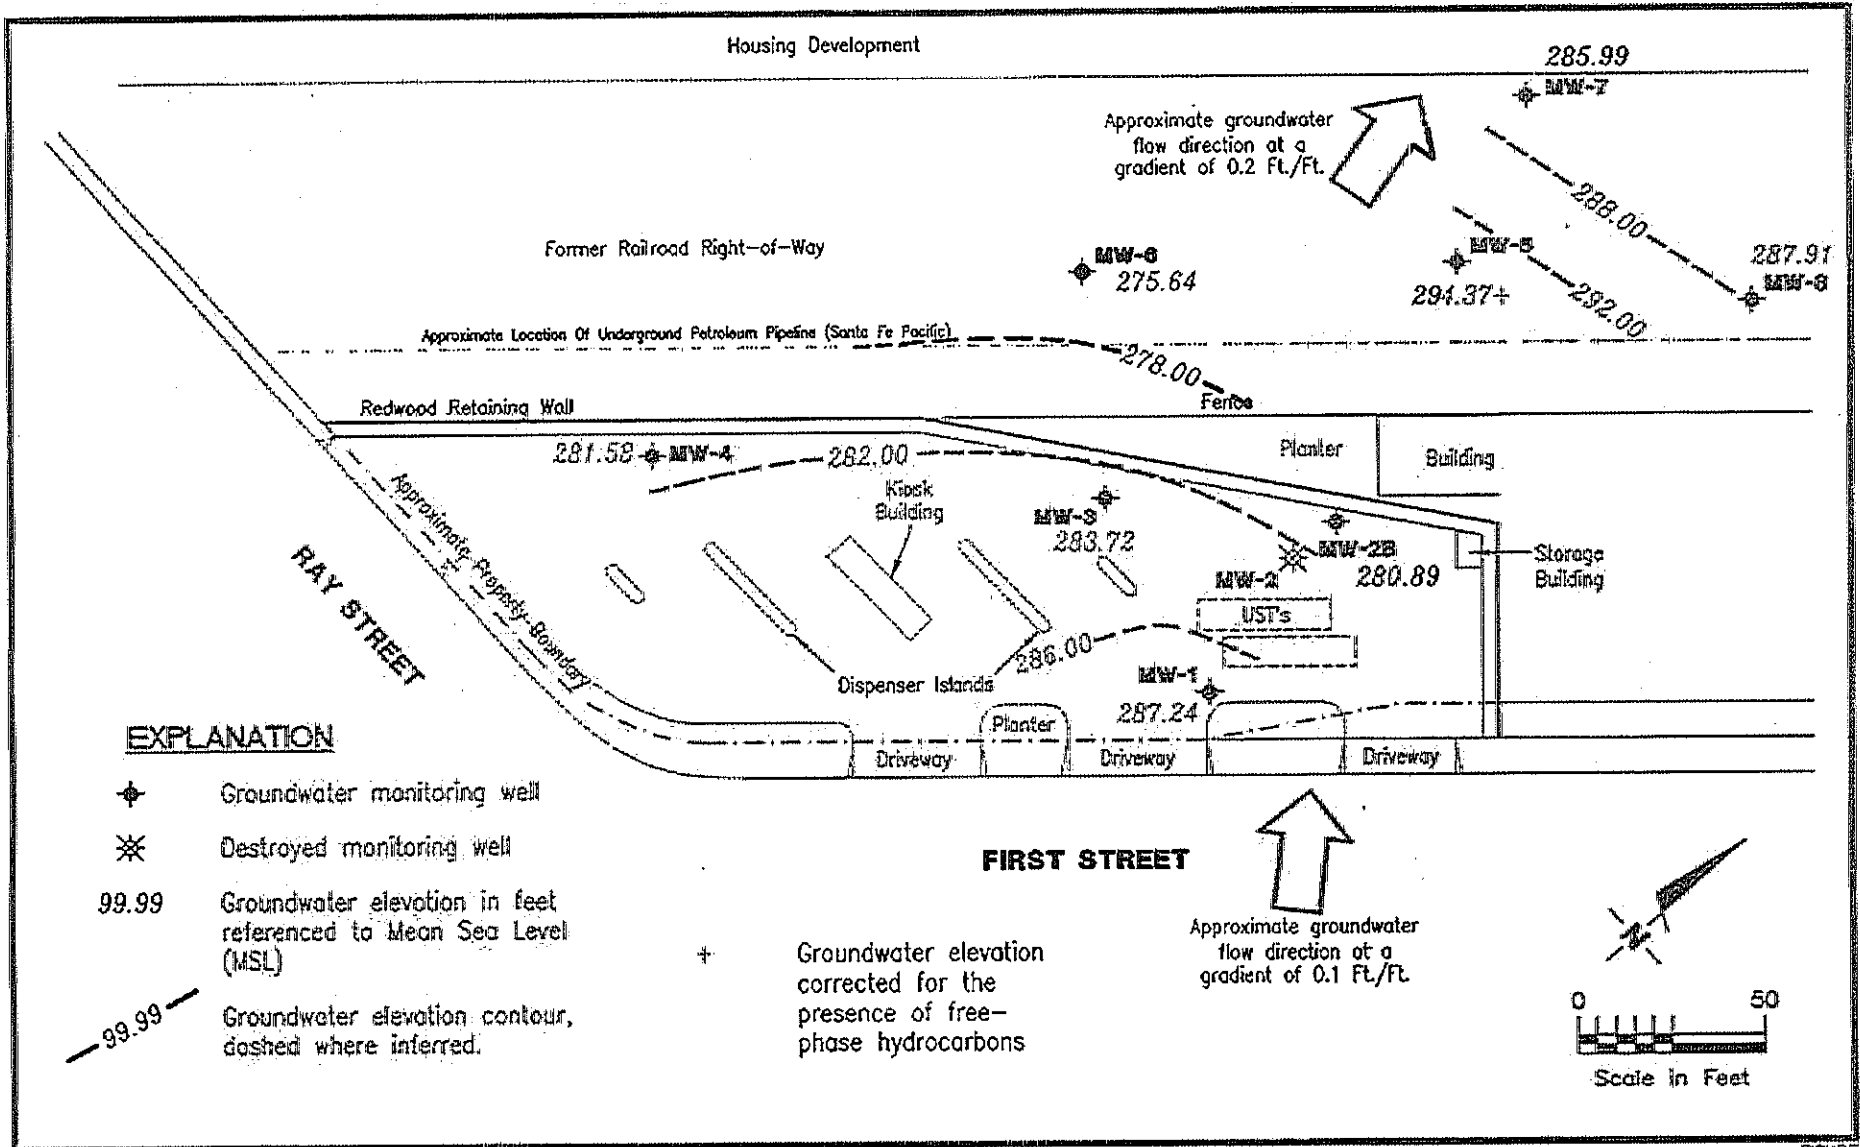 Housing Development
285.99
MW-7
Approximate groundwater
flow direction at a
gradient of 0.2 Ft./Ft.
288.00
Former Railroad Right-of-Way
MW-6
275.64
MW-5
294.37+
292.00
287.91
MW-8
Approximate Location Of Underground Petroleum Pipeline (Santa Fe Pacific)
278.00
Fence
Redwood Retaining Wall
281.58
MW-4
282.00
Planter
Building
Kiosk
Building
MW-3
283.72
MW-2B
280.89
MW-2
Storage
Building
UST's
Approximate Property Boundary
RAY STREET
286.00
Dispenser Islands
MW-1
287.24
Planter
Driveway
Driveway
Driveway
EXPLANATION
Groundwater monitoring well
Destroyed monitoring well
99.99
Groundwater elevation in feet
referenced to Mean Sea Level
(MSL)
99.99
Groundwater elevation contour,
dashed where inferred.
+
Groundwater elevation
corrected for the
presence of free-
phase hydrocarbons
FIRST STREET
Approximate groundwater
flow direction at a
gradient of 0.1 Ft./Ft.
N
0
50
Scale in Feet